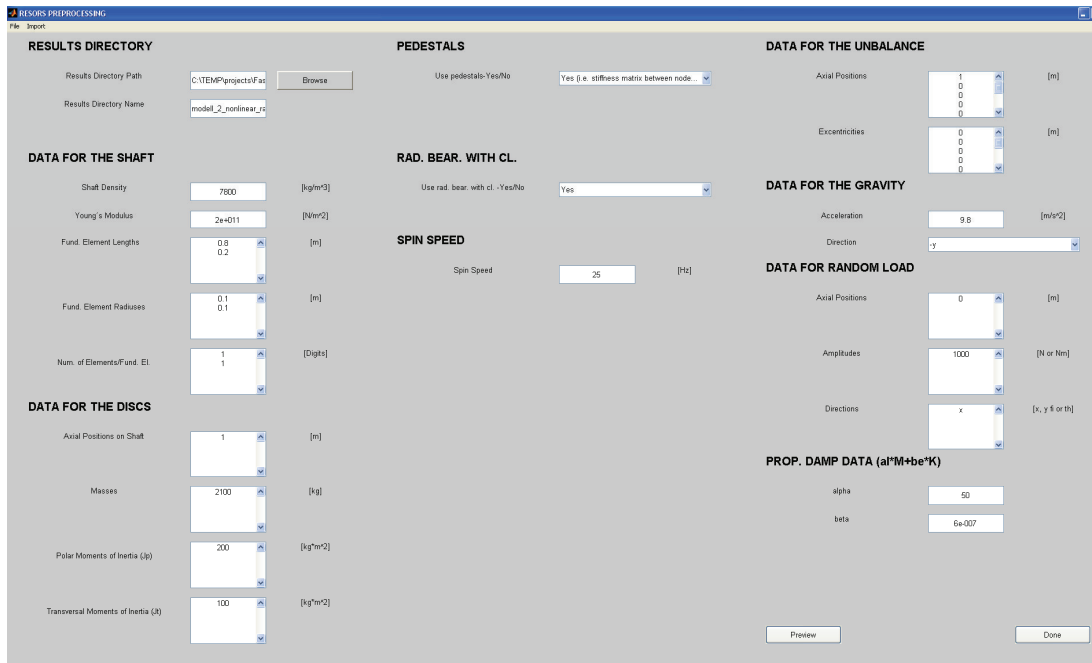 RESORS PREPROCESSING
File Import
RESULTS DIRECTORY
Results Directory Path C:\TEMP\projects\Fas Browse
Results Directory Name modell_2_nonlinear_ra
DATA FOR THE SHAFT
Shaft Density 7800 [kg/m^3]
Young´s Modulus 2e+011 [N/m^2]
Fund. Element Lengths 0.8 [m]
0.2
Fund. Element Radiuses 0.1 [m]
0.1
Num. of Elements/Fund. El. 1 [Digits]
1
DATA FOR THE DISCS
Axial Positions on Shaft 1 [m]
Masses 2100 [kg]
Polar Moments of Inertia (Jp) 200 [kg*m^2]
Transversal Moments of Inertia (Jt) 100 [kg*m^2]
PEDESTALS
Use pedestals-Yes/No Yes (i.e. stiffness matrix between node...
RAD. BEAR. WITH CL.
Use rad. bear. with cl. -Yes/No Yes
SPIN SPEED
Spin Speed 25 [Hz]
DATA FOR THE UNBALANCE
Axial Positions 1 [m]
0
0
0
0
Excentricities 0 [m]
0
0
0
0
DATA FOR THE GRAVITY
Acceleration 9.8 [m/s^2]
Direction -y
DATA FOR RANDOM LOAD
Axial Positions 0 [m]
Amplitudes 1000 [N or Nm]
Directions x [x, y fi or th]
PROP. DAMP DATA (al*M+be*K)
alpha 50
beta 6e-007
Preview Done